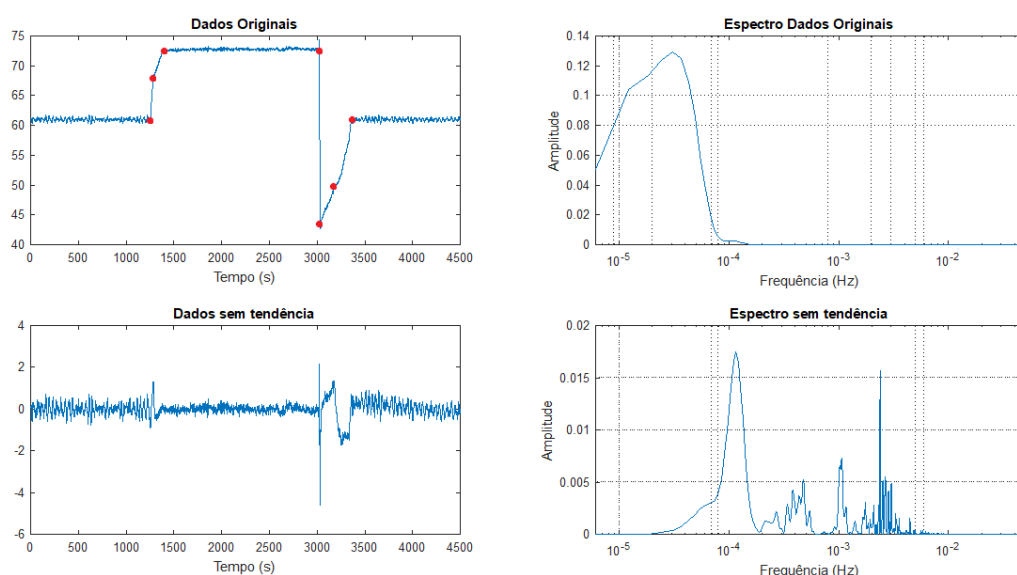 Dados Originais
75
70
65
60
55
50
45
40
0 500 1000 1500 2000 2500 3000 3500 4000 4500
Tempo (s)
Espectro Dados Originais
Amplitude
0.14
0.12
0.1
0.08
0.06
0.04
0.02
0
10⁻⁵ 10⁻⁴ 10⁻³ 10⁻²
Frequência (Hz)
Dados sem tendência
4
2
0
-2
-4
-6
0 500 1000 1500 2000 2500 3000 3500 4000 4500
Tempo (s)
Espectro sem tendência
Amplitude
0.02
0.015
0.01
0.005
0
10⁻⁵ 10⁻⁴ 10⁻³ 10⁻²
Frequência (Hz)